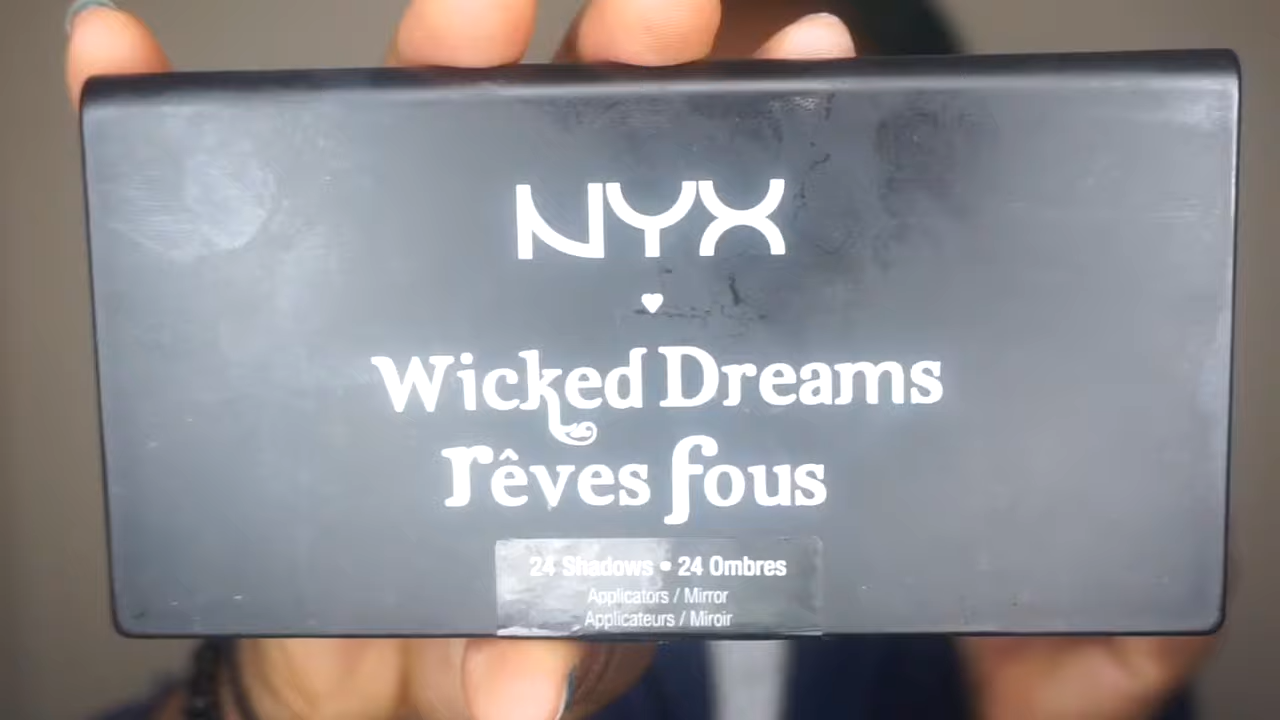 NYX
Wicked Dreams
rêves fous
24 Shadows • 24 Ombres
Applicators / Mirror
Applicateurs / Miroir